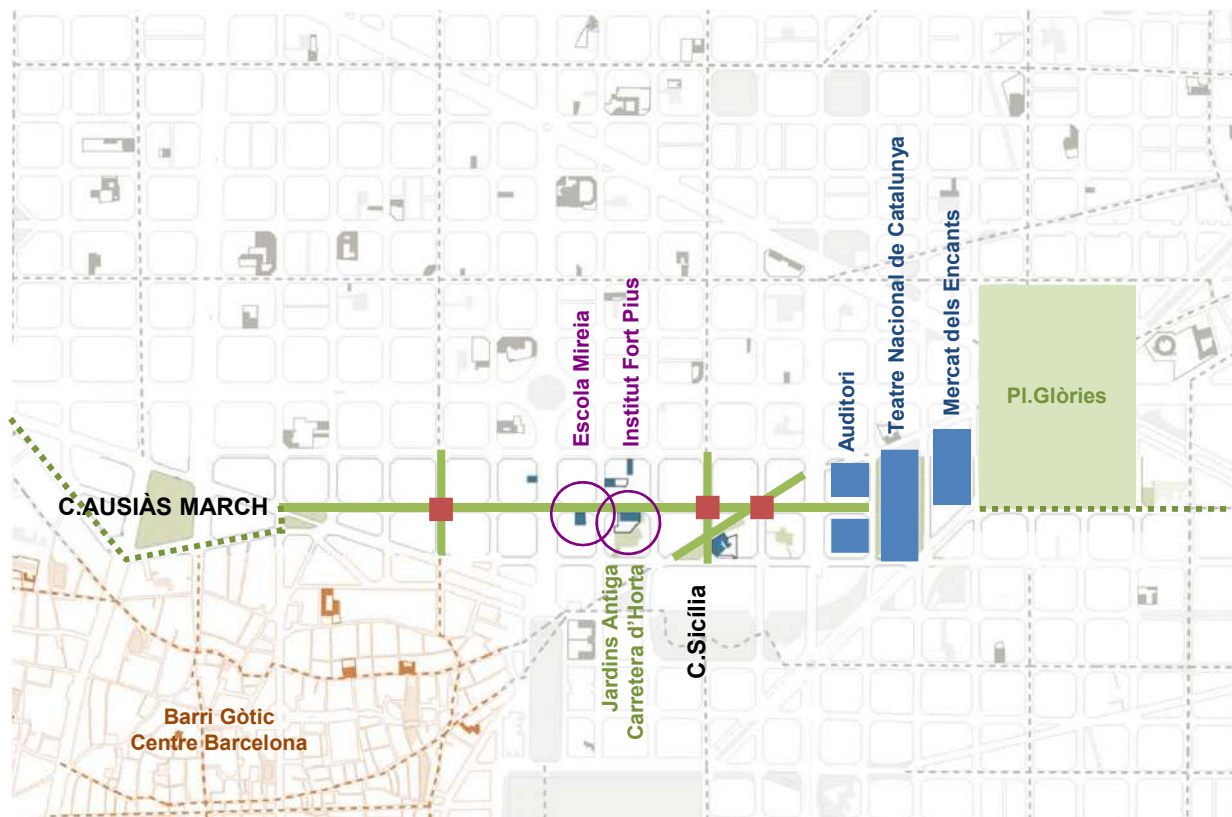 Escola Mireia
Institut Fort Pius
Auditori
Teatre Nacional de Catalunya
Mercat dels Encants
Pl.Glòries
C.AUSIÀS MARCH
Jardins Antiga
Carretera d'Horta
C.Sicília
Barri Gòtic
Centre Barcelona